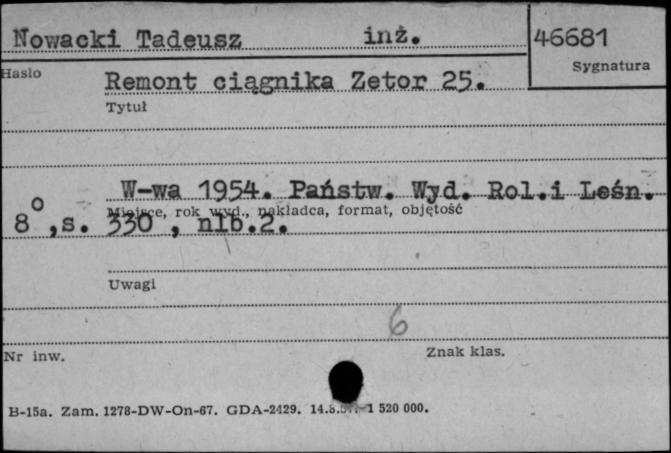 Nowacki Tadeusz inż. 46681
Hasło Sygnatura
Remont ciągnika Zetor 25.
Tytuł
W-wa 1954. Państw. Wyd. Rol.i Leśn.
Miejsce, rok wyd., nakładca, format, objętość
8⁰,s. 330 , nlb.2.
Uwagi
6
Nr inw. Znak klas.
B-15a. Zam. 1278-DW-On-67. GDA-2429. 1 520 000.